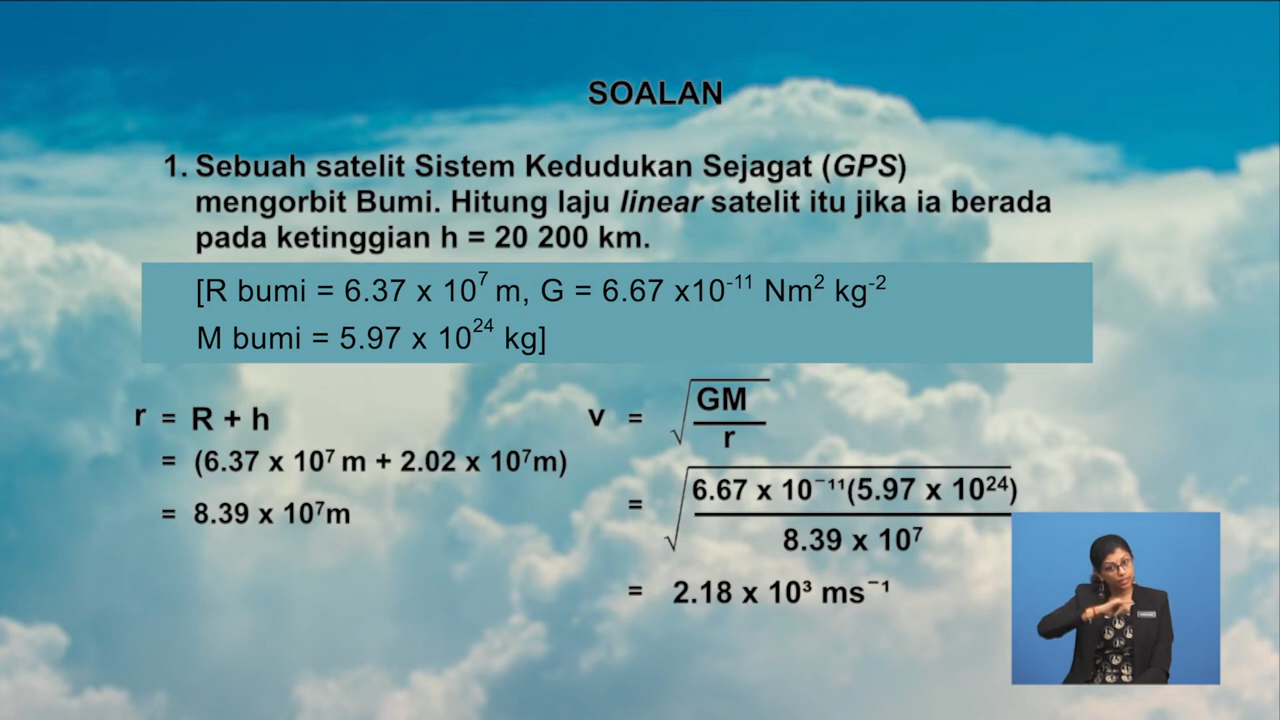 SOALAN
1. Sebuah satelit Sistem Kedudukan Sejagat (GPS)
mengorbit Bumi. Hitung laju linear satelit itu jika ia berada
pada ketinggian h = 20 200 km.
[R bumi = 6.37 x 10⁷ m, G = 6.67 x10⁻¹¹ Nm² kg⁻²
M bumi = 5.97 x 10²⁴ kg]
r = R + h
= (6.37 x 10⁷ m + 2.02 x 10⁷m)
= 8.39 x 10⁷m
v = √(GM / r)
= √(6.67 x 10⁻¹¹(5.97 x 10²⁴) / 8.39 x 10⁷)
= 2.18 x 10³ ms⁻¹